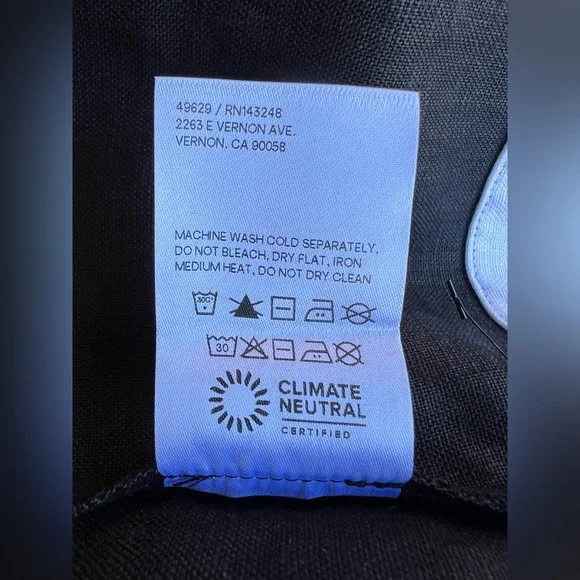 49629 / RN143248
2263 E VERNON AVE.
VERNON, CA 90058
MACHINE WASH COLD SEPARATELY,
DO NOT BLEACH, DRY FLAT, IRON
MEDIUM HEAT, DO NOT DRY CLEAN
30C°
30
CLIMATE
NEUTRAL
CERTIFIED